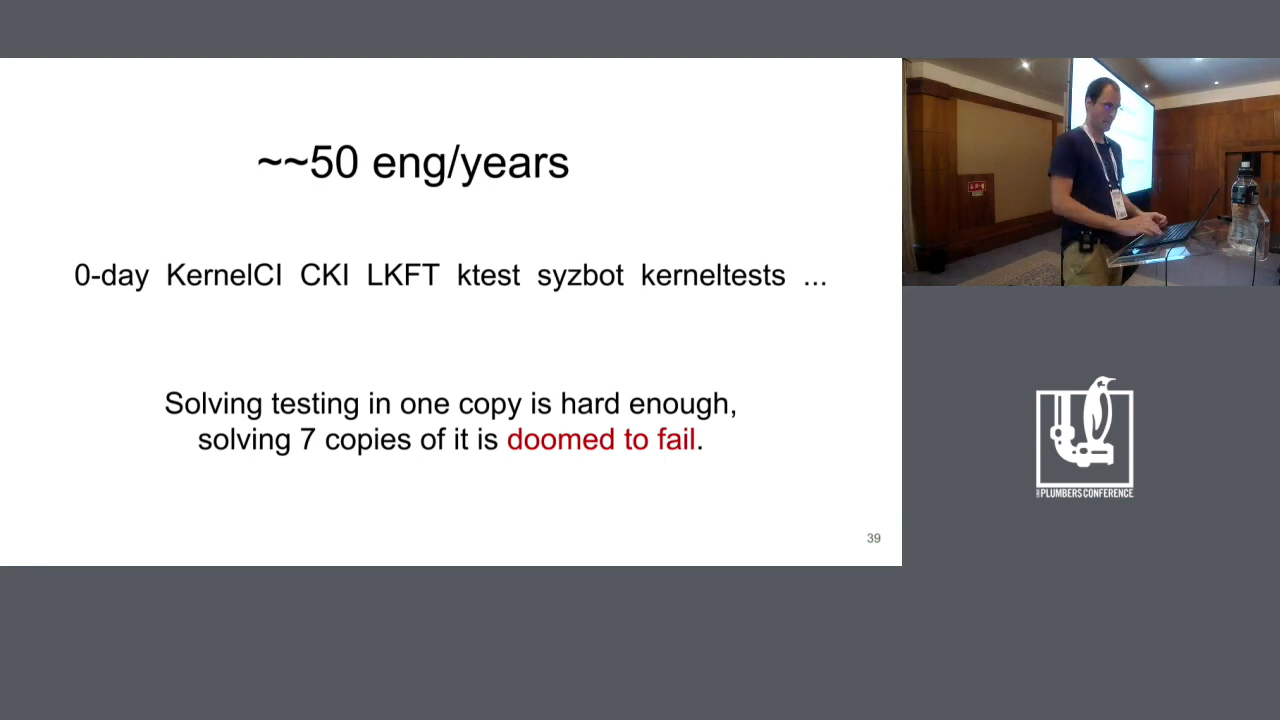 ~~50 eng/years
0-day KernelCI CKI LKFT ktest syzbot kerneltests ...
Solving testing in one copy is hard enough,
solving 7 copies of it is doomed to fail.
39
PLUMBERS CONFERENCE